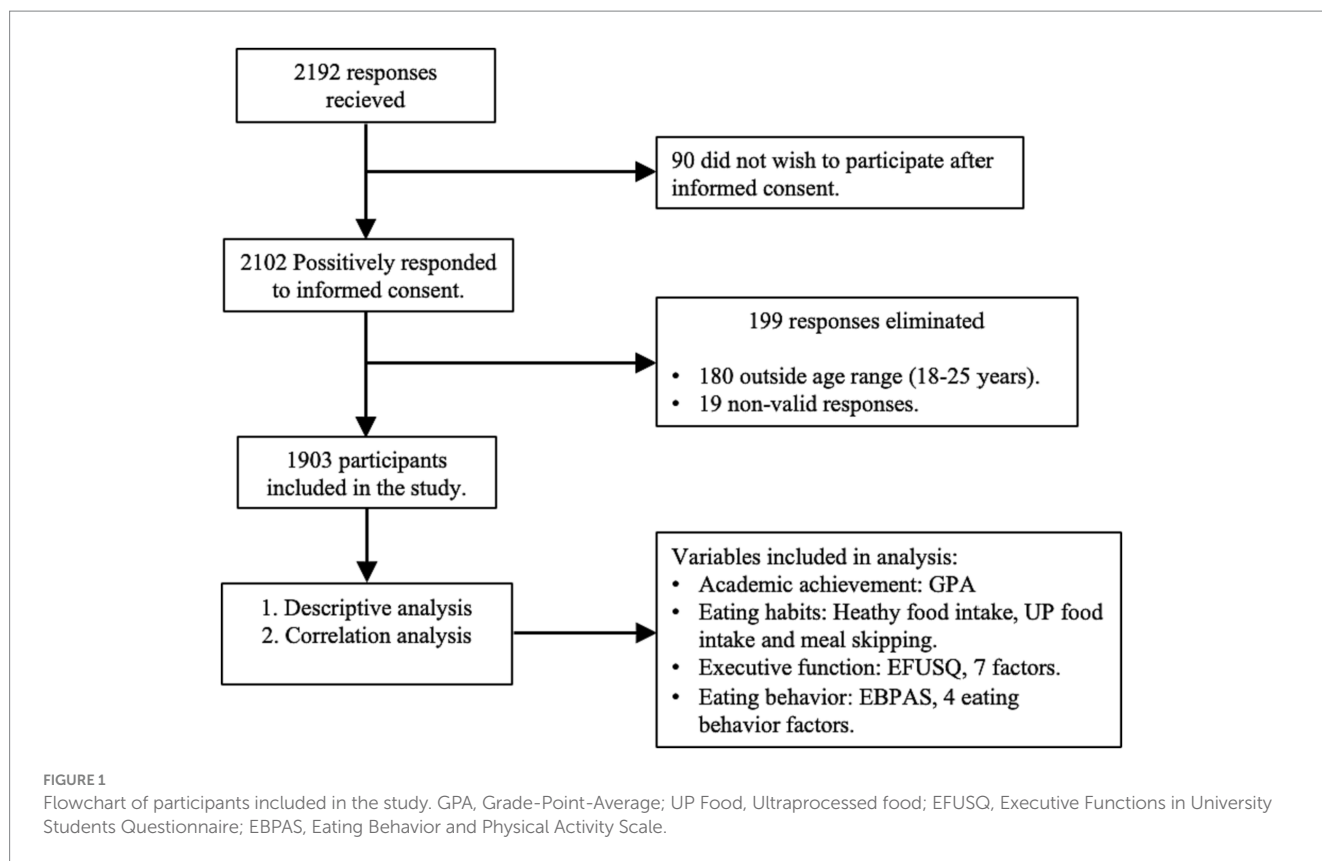 2192 responses
recieved
90 did not wish to participate after
informed consent.
2102 Possitively responded
to informed consent.
199 responses eliminated
• 180 outside age range (18-25 years).
• 19 non-valid responses.
1903 participants
included in the study.
1. Descriptive analysis
2. Correlation analysis
Variables included in analysis:
• Academic achievement: GPA
• Eating habits: Heathy food intake, UP food
intake and meal skipping.
• Executive function: EFUSQ, 7 factors.
• Eating behavior: EBPAS, 4 eating
behavior factors.
FIGURE 1
Flowchart of participants included in the study. GPA, Grade-Point-Average; UP Food, Ultraprocessed food; EFUSQ, Executive Functions in University
Students Questionnaire; EBPAS, Eating Behavior and Physical Activity Scale.